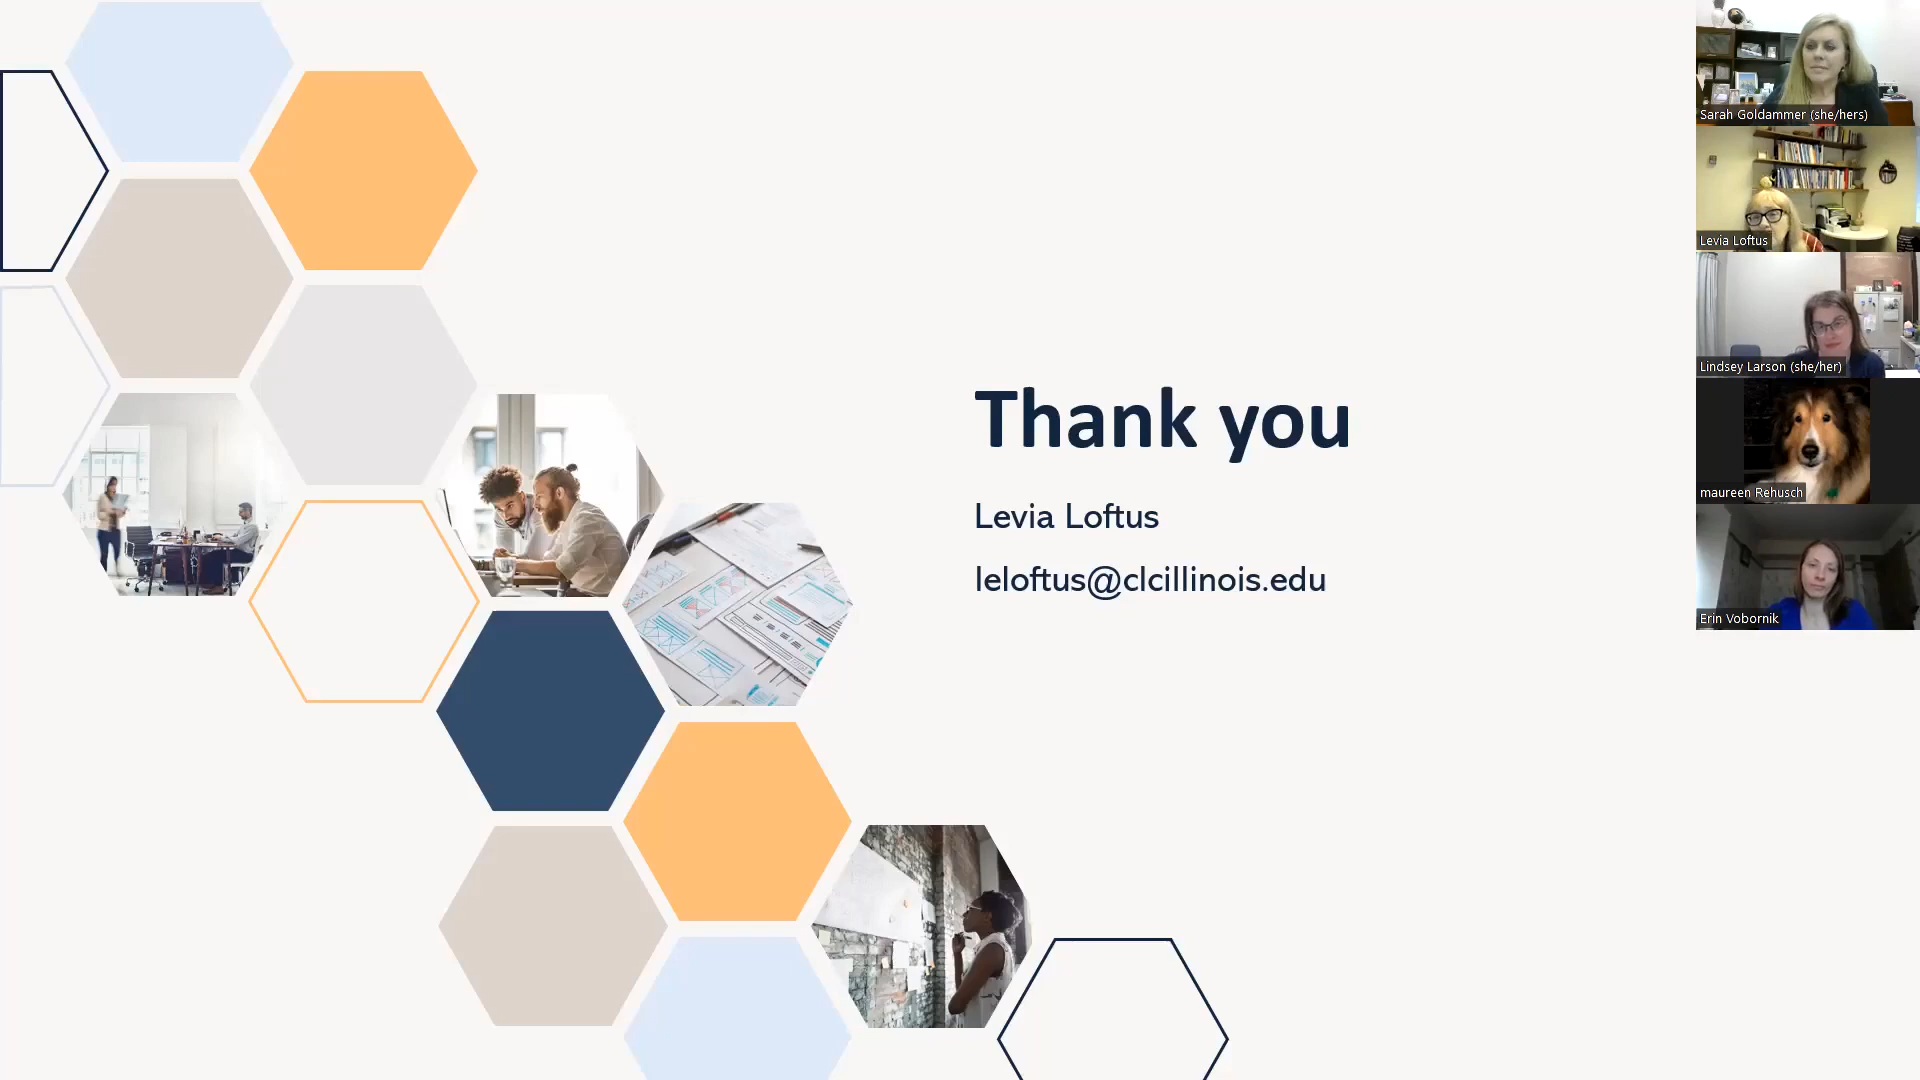 Thank you
Levia Loftus
leloftus@clcillinois.edu
Sarah Goldammer (she/hers)
Levia Loftus
Lindsey Larson (she/her)
maureen Rehusch
Erin Vobornik